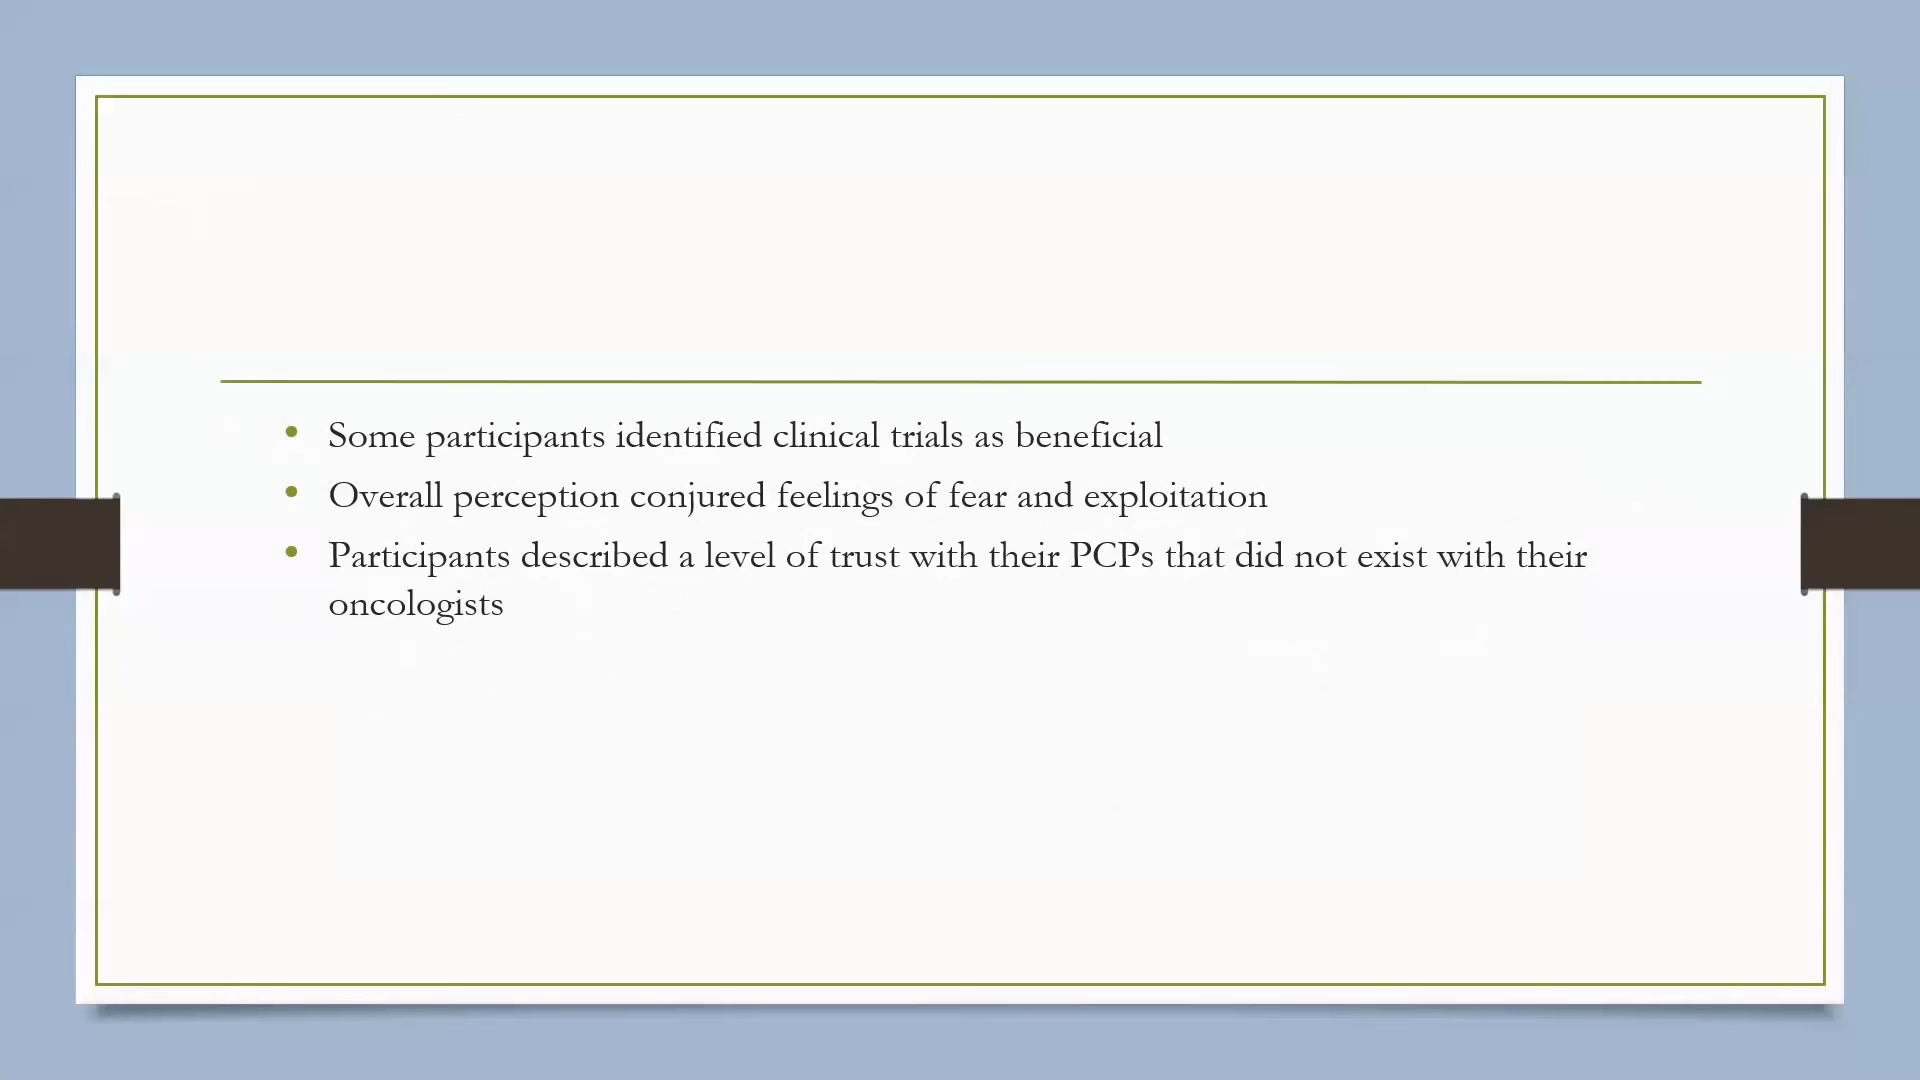 Some participants identified clinical trials as beneficial
Overall perception conjured feelings of fear and exploitation
Participants described a level of trust with their PCPs that did not exist with their
oncologists